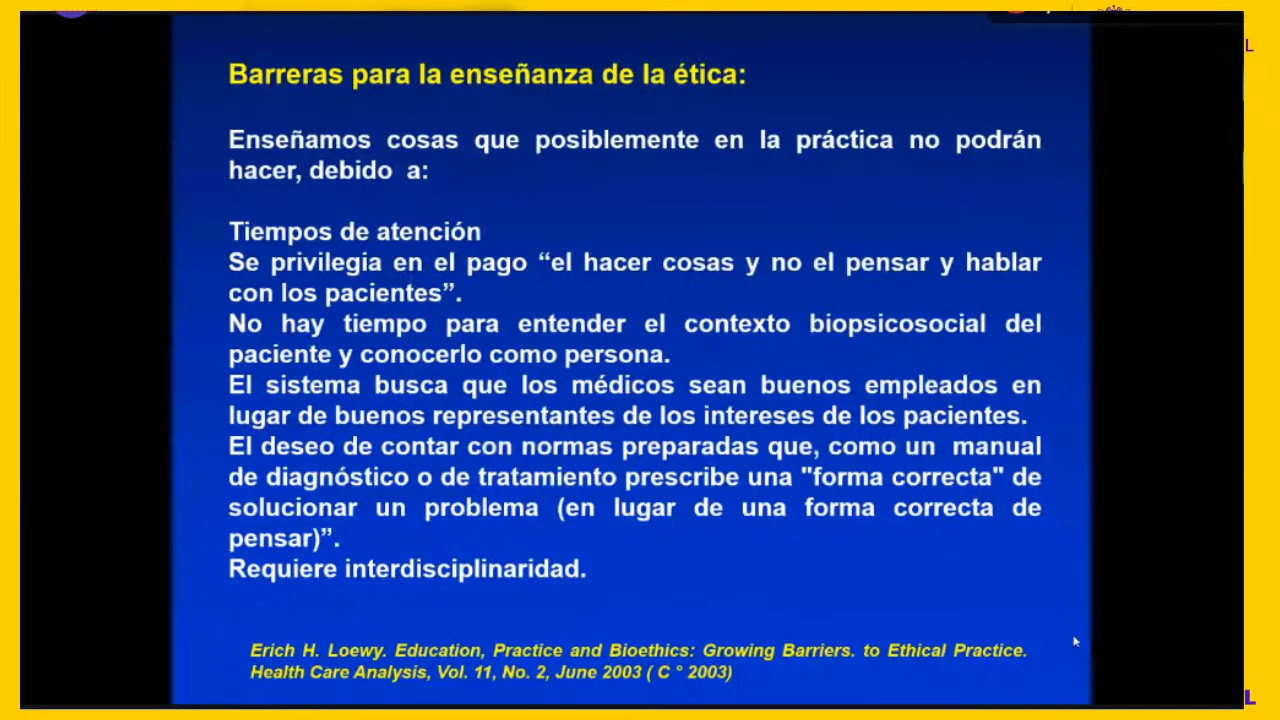 Barreras para la enseñanza de la ética:
Enseñamos cosas que posiblemente en la práctica no podrán
hacer, debido a:
Tiempos de atención
Se privilegia en el pago “el hacer cosas y no el pensar y hablar
con los pacientes”.
No hay tiempo para entender el contexto biopsicosocial del
paciente y conocerlo como persona.
El sistema busca que los médicos sean buenos empleados en
lugar de buenos representantes de los intereses de los pacientes.
El deseo de contar con normas preparadas que, como un manual
de diagnóstico o de tratamiento prescribe una "forma correcta" de
solucionar un problema (en lugar de una forma correcta de
pensar)”.
Requiere interdisciplinaridad.
Erich H. Loewy. Education, Practice and Bioethics: Growing Barriers. to Ethical Practice.
Health Care Analysis, Vol. 11, No. 2, June 2003 ( C ° 2003)
L
L